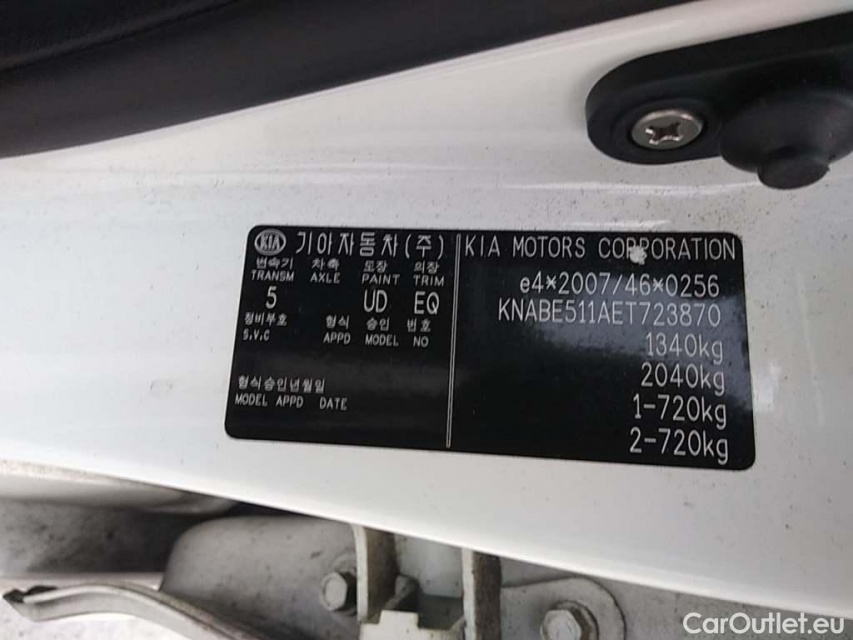 KIA 기아자동차(주)
변속기 차축 도장 의장
TRANSM AXLE PAINT TRIM
5 UD EQ
정비부호 형식 승인 번호
S,V,C APPD MODEL NO
형식승인년월일
MODEL APPD DATE
KIA MOTORS CORPORATION
e4*2007/46*0256
KNABE511AET723870
1340kg
2040kg
1-720kg
2-720kg
CarOutlet.eu